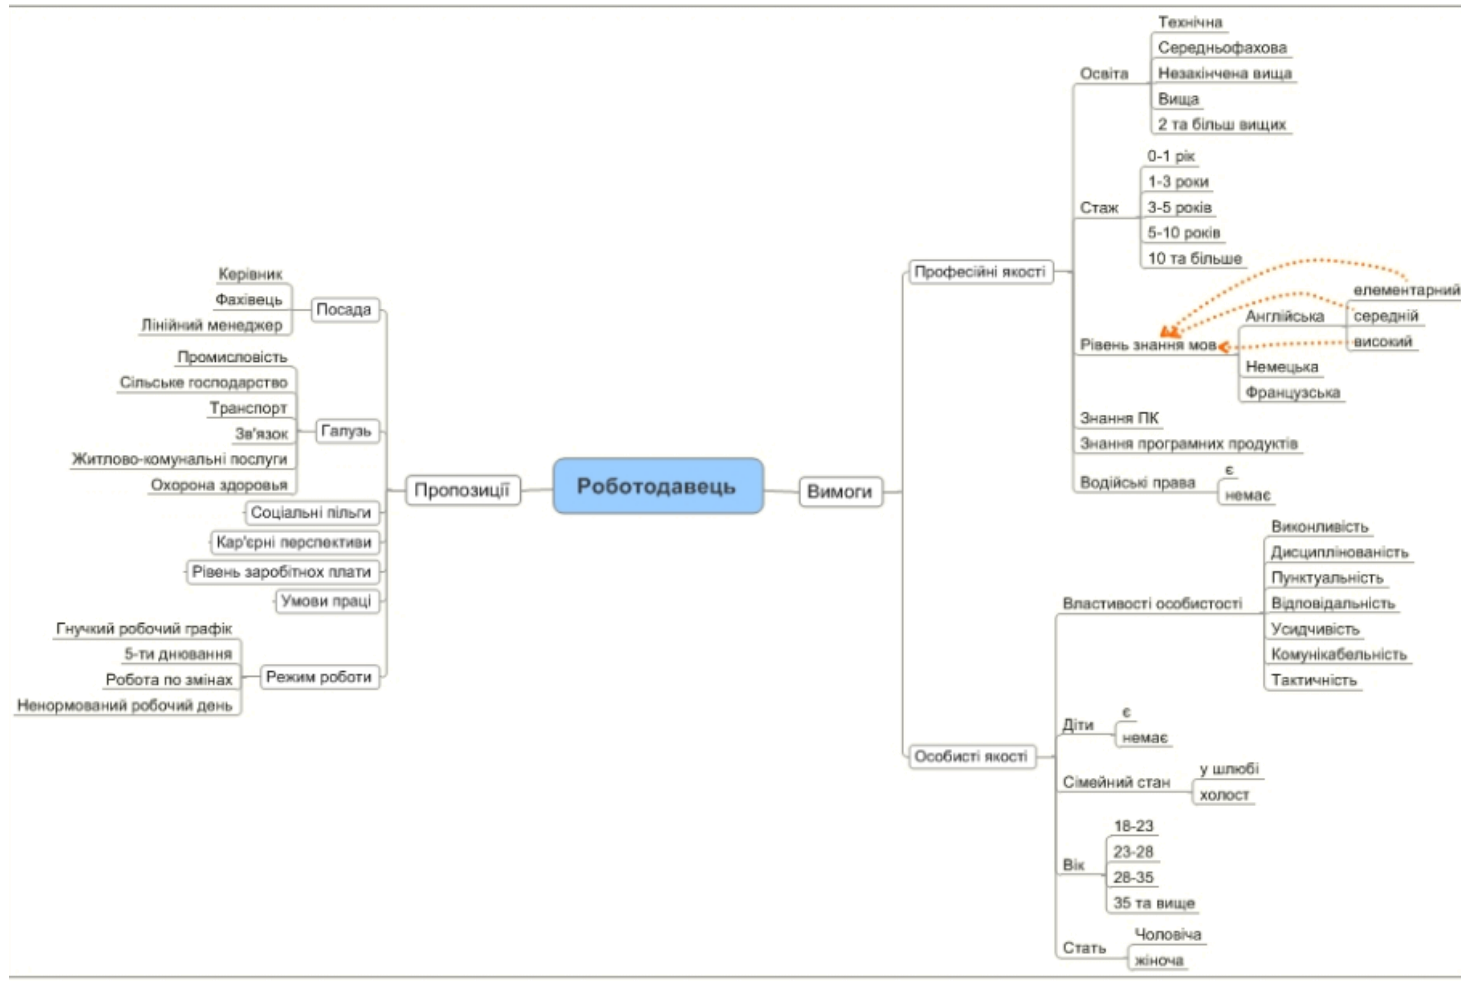 Роботодавець
Пропозиції
Посада
Керівник
Фахівець
Лінійний менеджер
Галузь
Промисловість
Сільське господарство
Транспорт
Зв'язок
Житлово-комунальні послуги
Охорона здоровья
Соціальні пільги
Кар'єрні перспективи
Рівень заробітнох плати
Умови праці
Режим роботи
Гнучкий робочий графік
5-ти днювання
Робота по змінах
Ненормований робочий день
Вимоги
Професійні якості
Освіта
Технічна
Середньофахова
Незакінчена вища
Вища
2 та більш вищих
Стаж
0-1 рік
1-3 роки
3-5 років
5-10 років
10 та більше
Рівень знання мов
Англійська
елементарний
середній
високий
Немецька
Французська
Знання ПК
Знання програмних продуктів
Водійські права
є
немає
Особисті якості
Властивості особистості
Виконливість
Дисциплінованість
Пунктуальність
Відповідальність
Усидчивість
Комунікабельність
Тактичність
Діти
є
немає
Сімейний стан
у шлюбі
холост
Вік
18-23
23-28
28-35
35 та вище
Стать
Чоловіча
жіноча